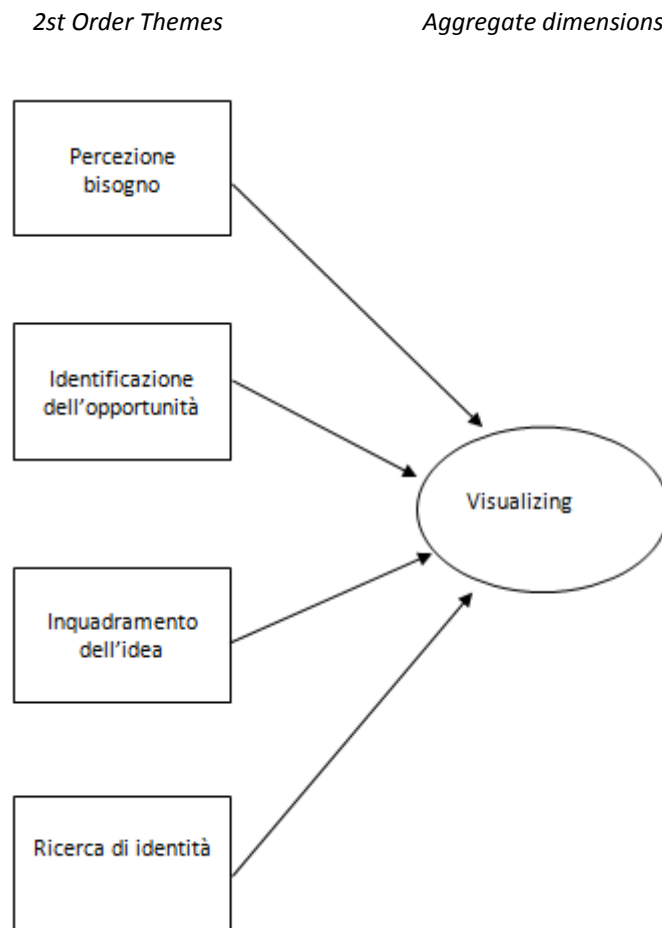 2st Order Themes
Aggregate dimensions
Percezione
bisogno
Identificazione
dell'opportunità
Visualizing
Inquadramento
dell'idea
Ricerca di identità